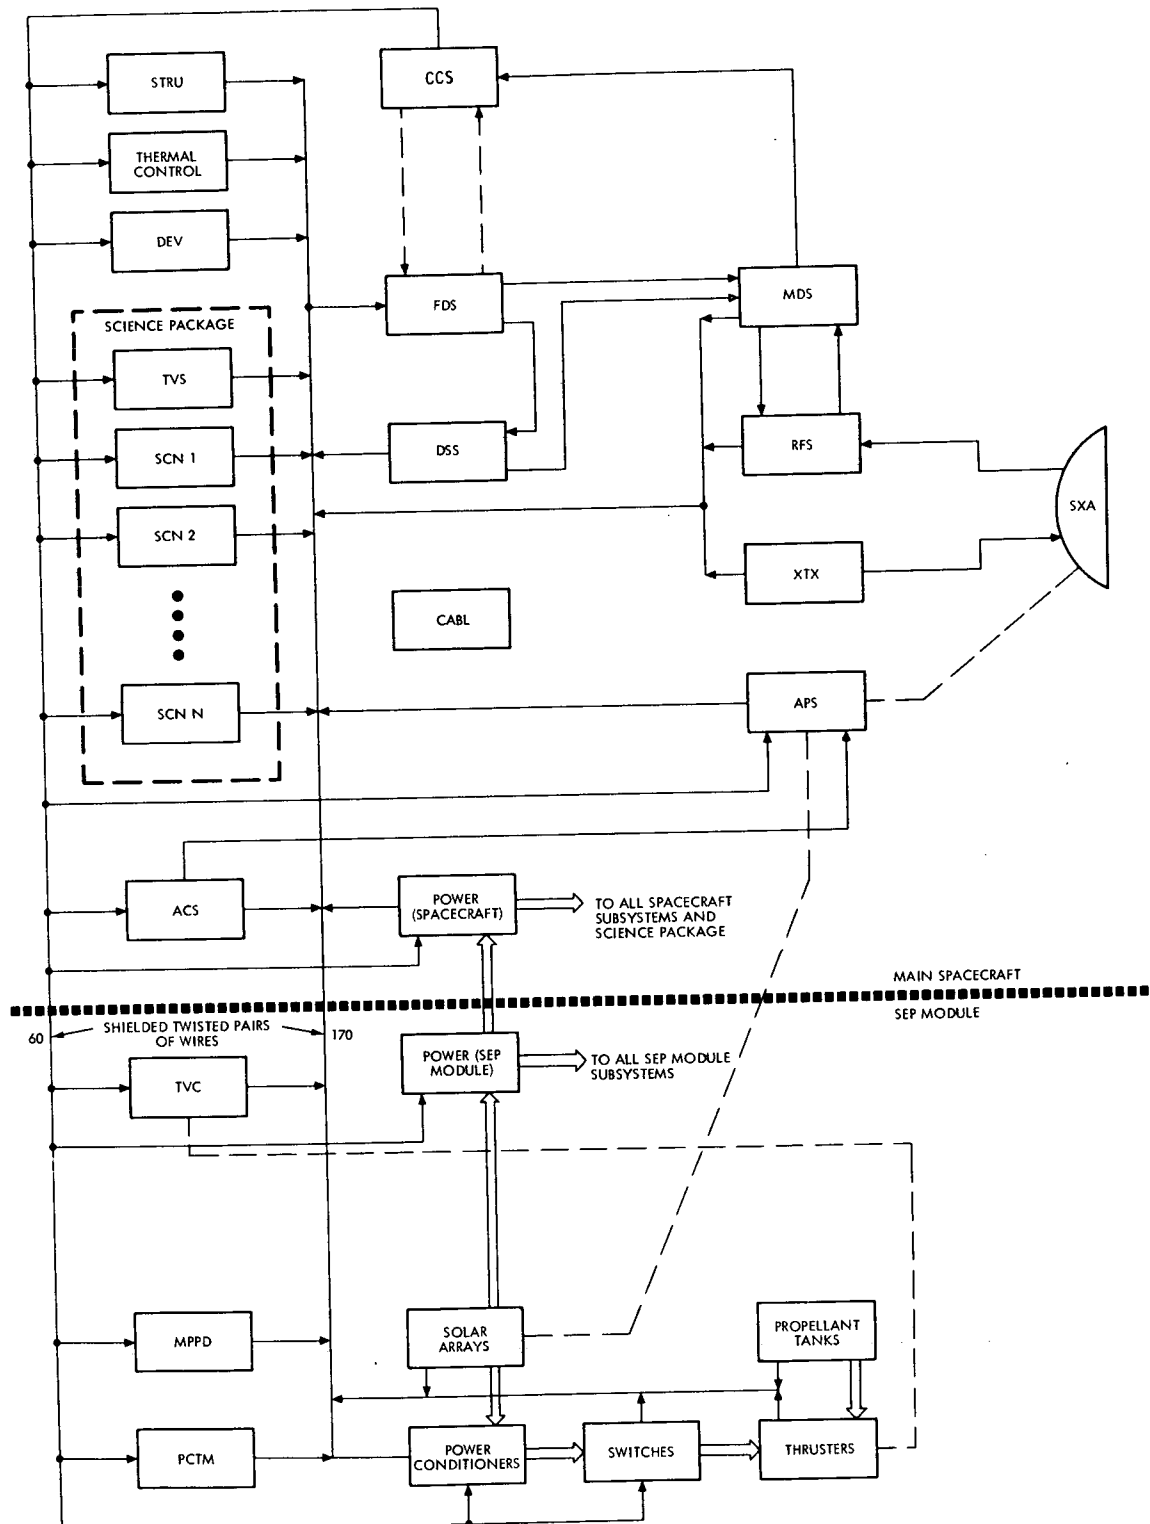 CCS
STRU
THERMAL
CONTROL
DEV
FDS
MDS
SCIENCE PACKAGE
TVS
SCN 1
DSS
RFS
SXA
SCN 2
XTX
CABL
SCN N
APS
ACS
POWER
(SPACECRAFT)
TO ALL SPACECRAFT
SUBSYSTEMS AND
SCIENCE PACKAGE
MAIN SPACECRAFT
SEP MODULE
60
SHIELDED TWISTED PAIRS
OF WIRES
170
POWER (SEP
MODULE)
TO ALL SEP MODULE
SUBSYSTEMS
TVC
MPPD
SOLAR
ARRAYS
PROPELLANT
TANKS
PCTM
POWER
CONDITIONERS
SWITCHES
THRUSTERS